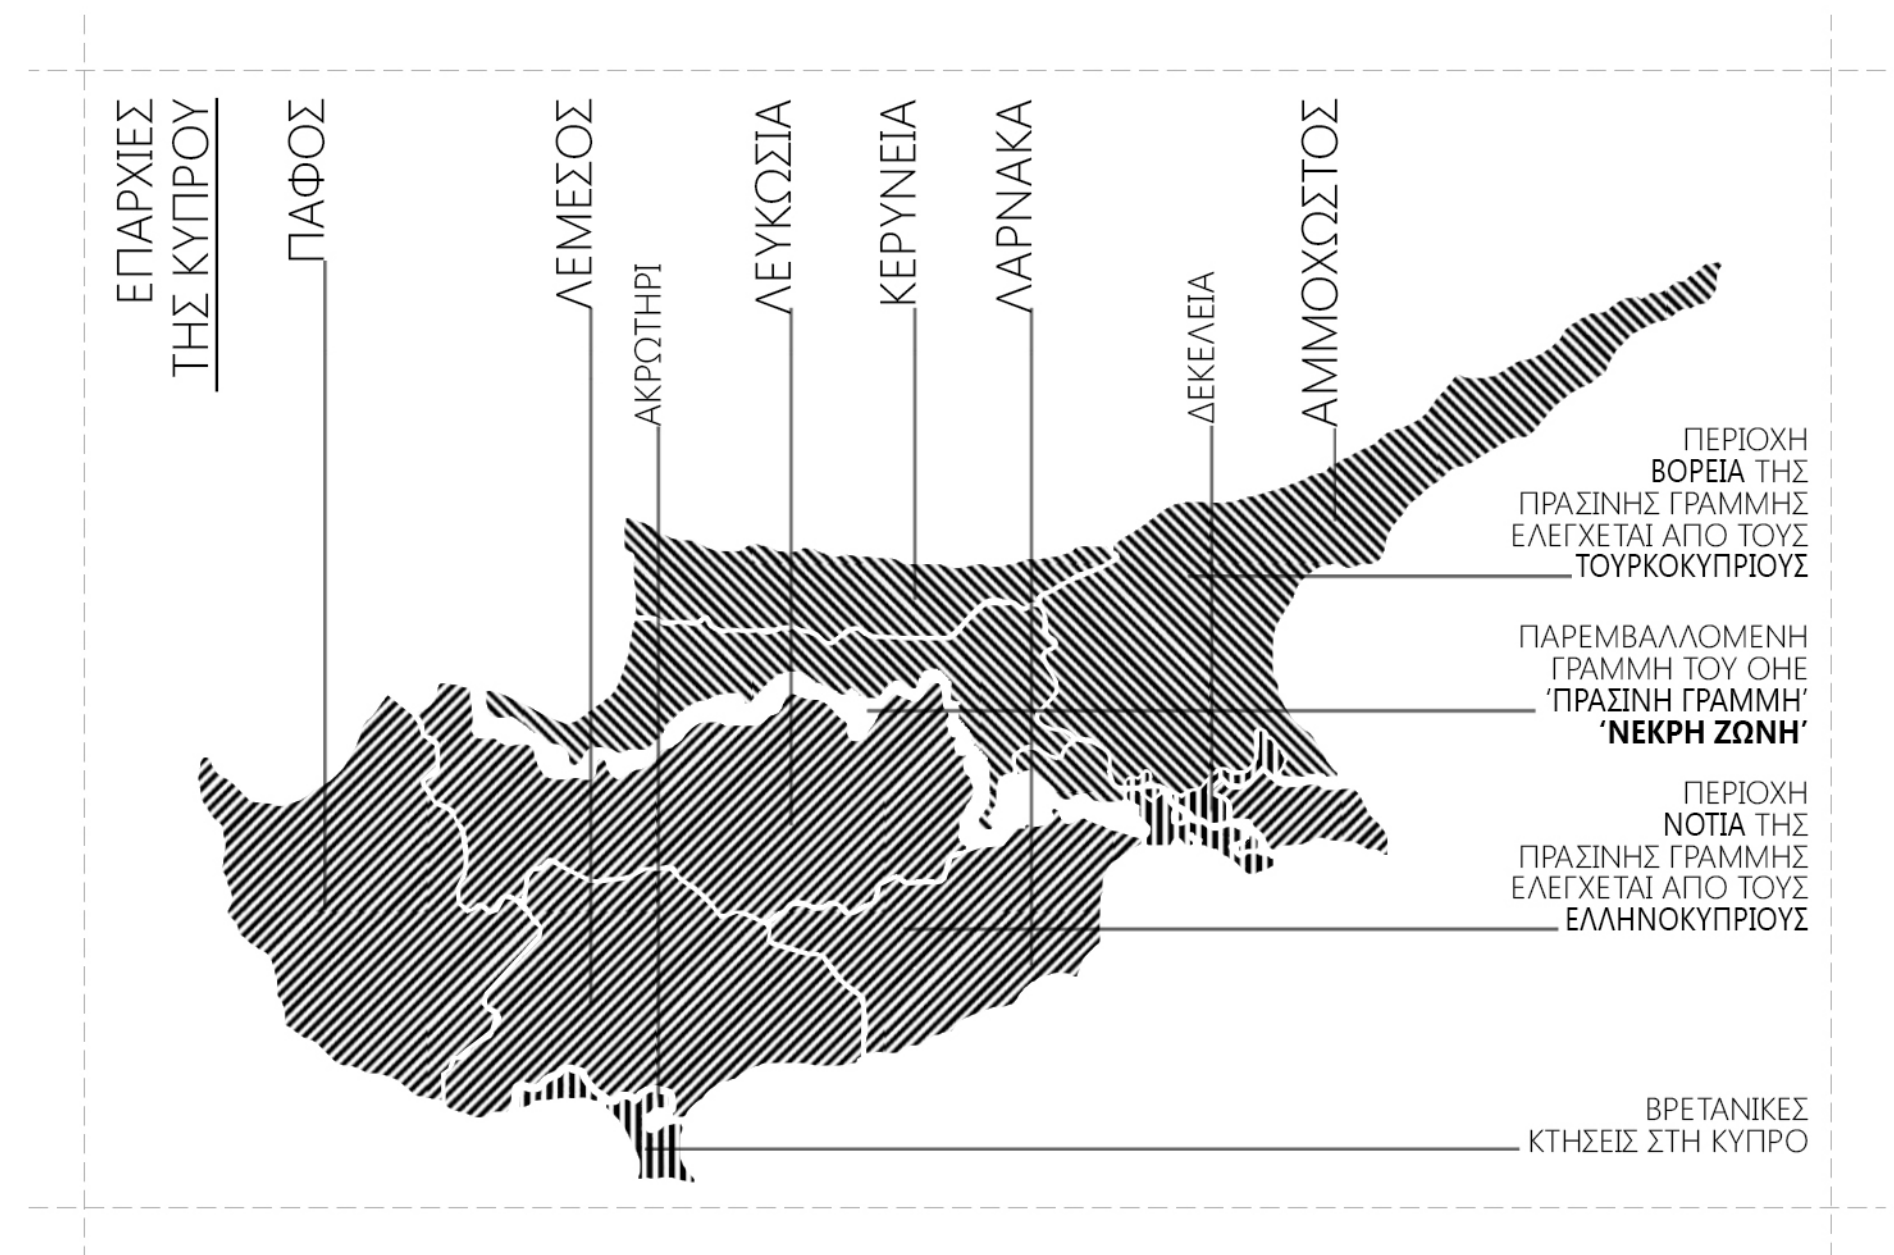 ΕΠΑΡΧΙΕΣ
ΤΗΣ ΚΥΠΡΟΥ
ΠΑΦΟΣ
ΛΕΜΕΣΟΣ
ΑΚΡΩΤΗΡΙ
ΛΕΥΚΩΣΙΑ
ΚΕΡΥΝΕΙΑ
ΛΑΡΝΑΚΑ
ΔΕΚΕΛΕΙΑ
ΑΜΜΟΧΩΣΤΟΣ
ΠΕΡΙΟΧΗ
ΒΟΡΕΙΑ ΤΗΣ
ΠΡΑΣΙΝΗΣ ΓΡΑΜΜΗΣ
ΕΛΕΓΧΕΤΑΙ ΑΠΟ ΤΟΥΣ
ΤΟΥΡΚΟΚΥΠΡΙΟΥΣ
ΠΑΡΕΜΒΑΛΛΟΜΕΝΗ
ΓΡΑΜΜΗ ΤΟΥ ΟΗΕ
‘ΠΡΑΣΙΝΗ ΓΡΑΜΜΗ’
‘ΝΕΚΡΗ ΖΩΝΗ’
ΠΕΡΙΟΧΗ
ΝΟΤΙΑ ΤΗΣ
ΠΡΑΣΙΝΗΣ ΓΡΑΜΜΗΣ
ΕΛΕΓΧΕΤΑΙ ΑΠΟ ΤΟΥΣ
ΕΛΛΗΝΟΚΥΠΡΙΟΥΣ
ΒΡΕΤΑΝΙΚΕΣ
ΚΤΗΣΕΙΣ ΣΤΗ ΚΥΠΡΟ